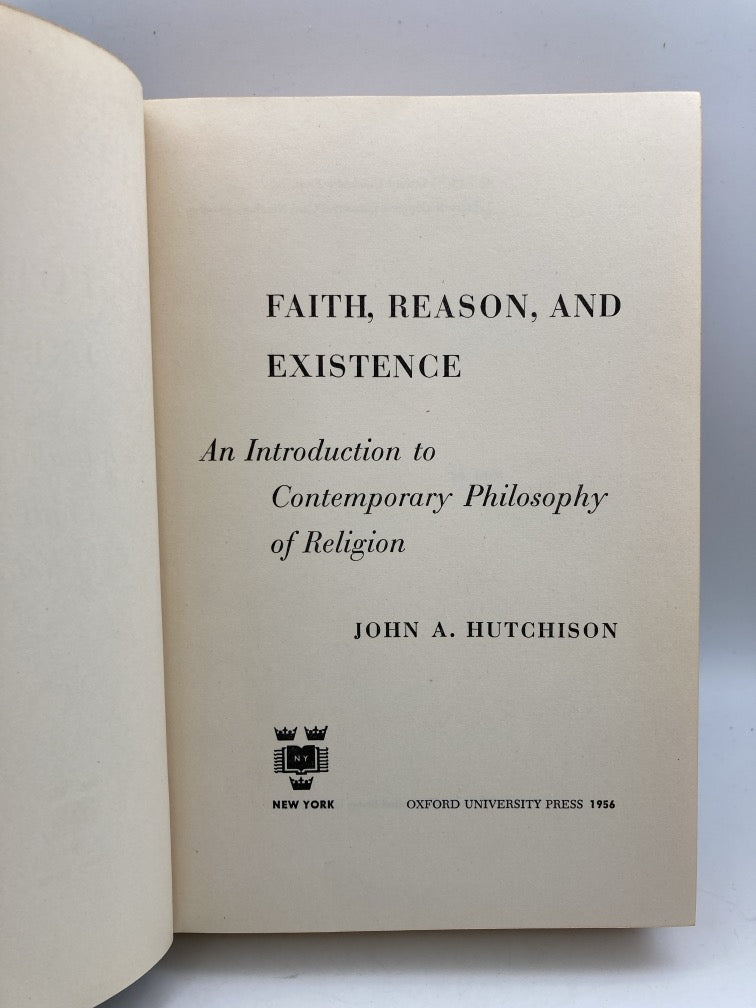 FAITH, REASON, AND
EXISTENCE
An Introduction to
Contemporary Philosophy
of Religion
JOHN A. HUTCHISON
NY
NEW YORK
OXFORD UNIVERSITY PRESS 1956